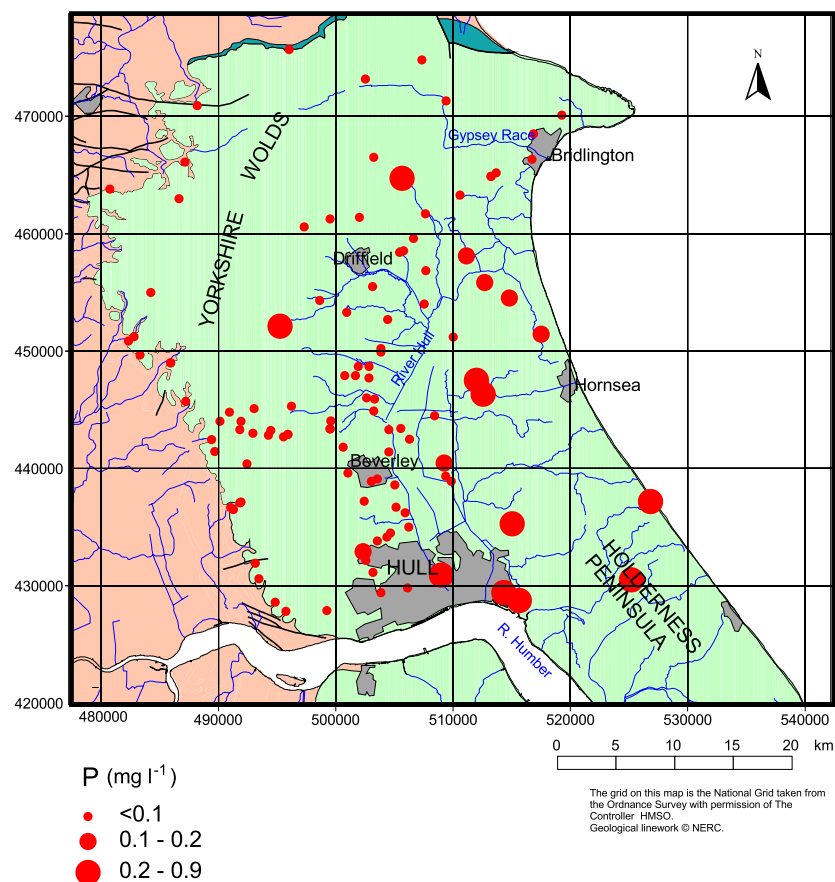 N
470000
460000
450000
440000
430000
420000
YORKSHIRE WOLDS
Gypsey Race
Bridlington
Driffield
River Hull
Hornsea
Beverley
HULL
HOLDERNESS
PENINSULA
R. Humber
480000 490000 500000 510000 520000 530000 540000
0 5 10 15 20 km
P (mg l-1)
<0.1
0.1 - 0.2
0.2 - 0.9
The grid on this map is the National Grid taken from
the Ordnance Survey with permission of The
Controller HMSO.
Geological linework © NERC.